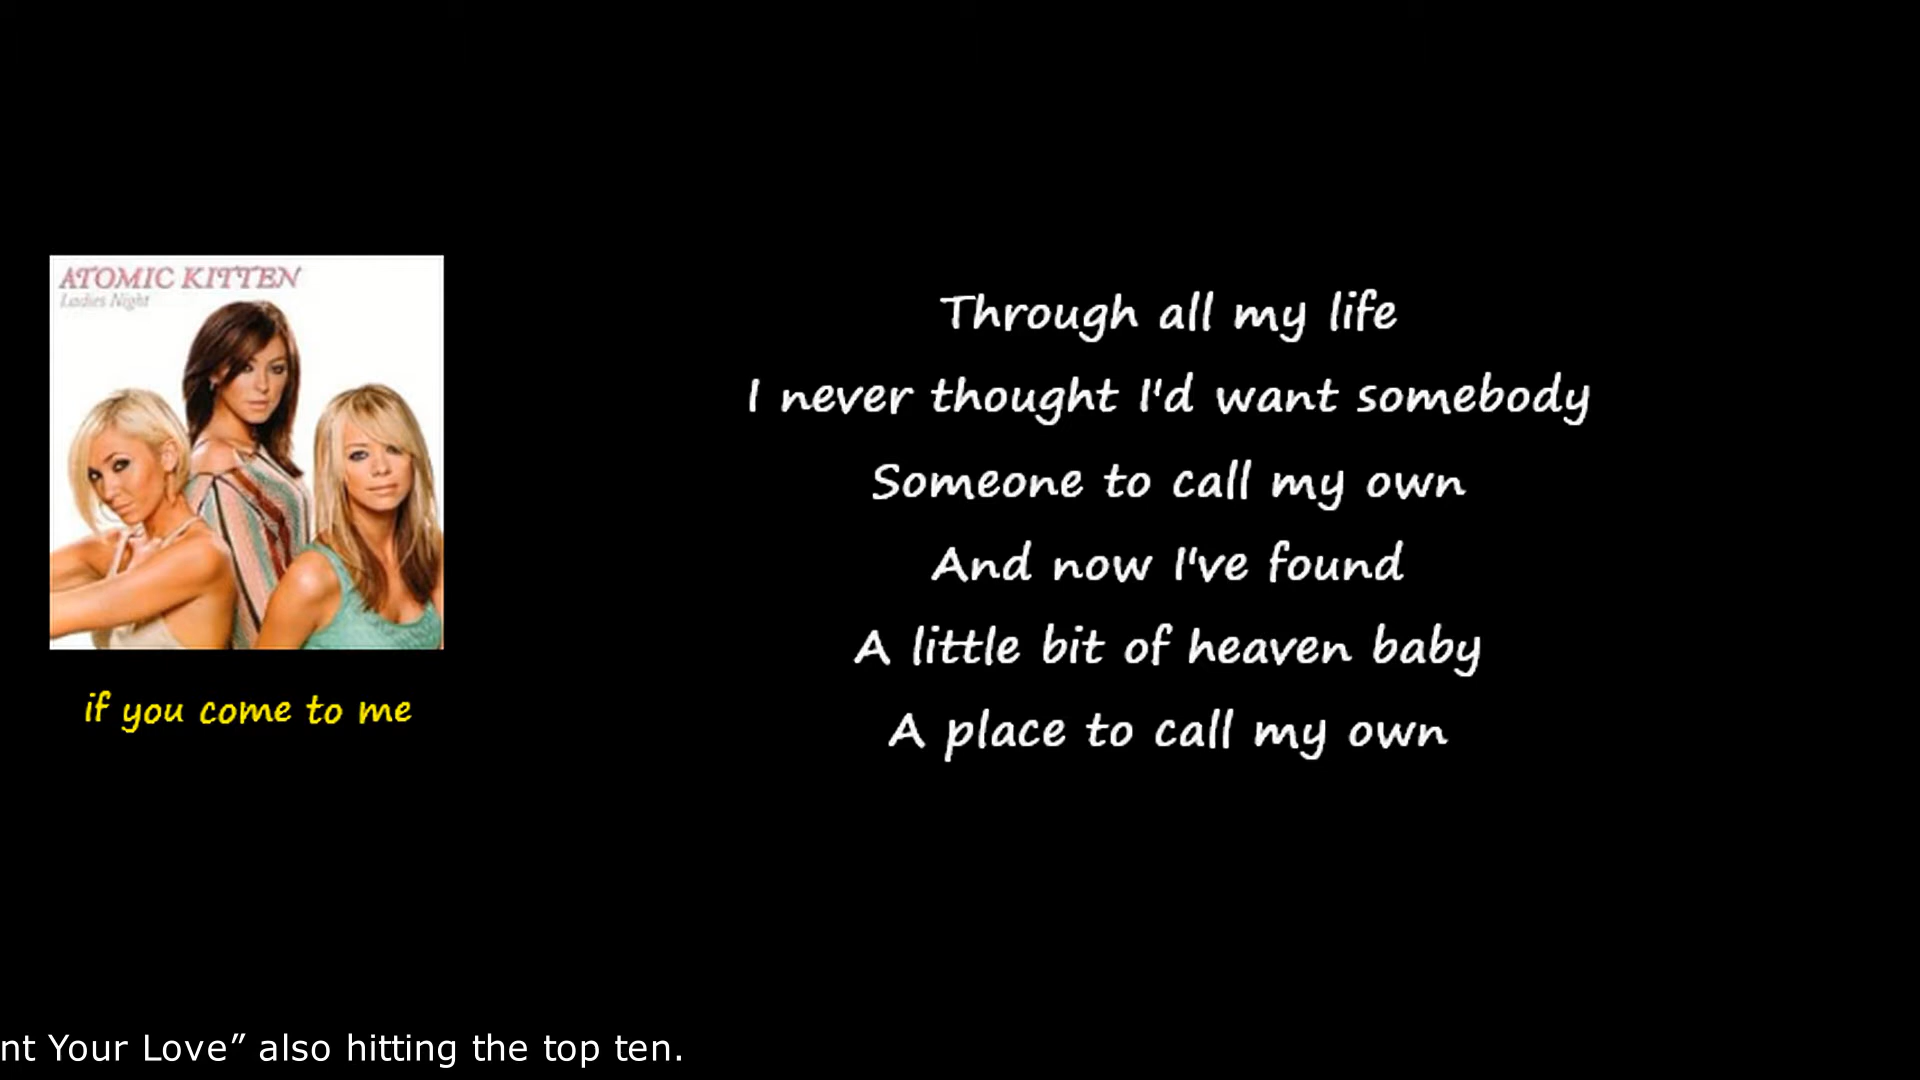 ATOMIC KITTEN
Ladies Night
if you come to me
Through all my life
I never thought I'd want somebody
Someone to call my own
And now I've found
A little bit of heaven baby
A place to call my own
nt Your Love” also hitting the top ten.